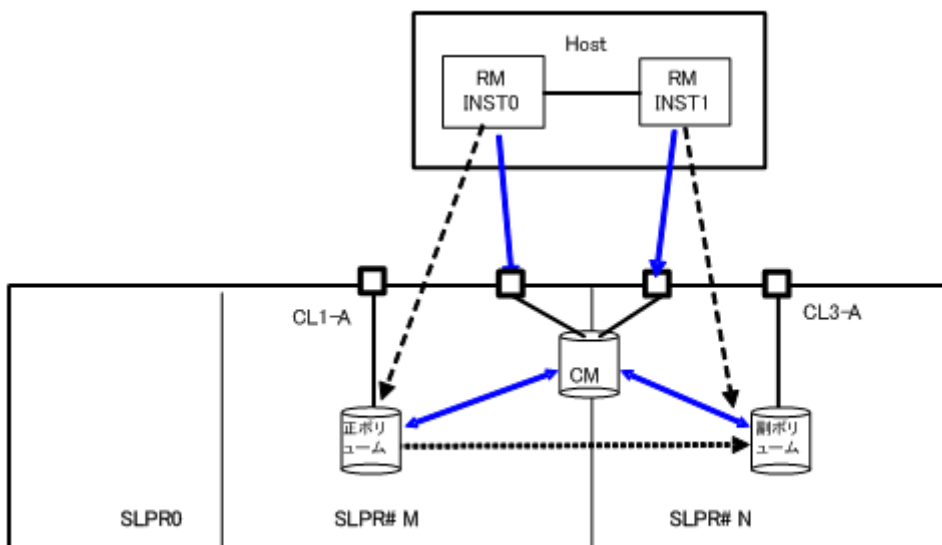 Host
RM
INST0
RM
INST1
CL1-A
CL3-A
CM
正ボリ
ューム
副ボリ
ューム
SLPR0
SLPR# M
SLPR# N